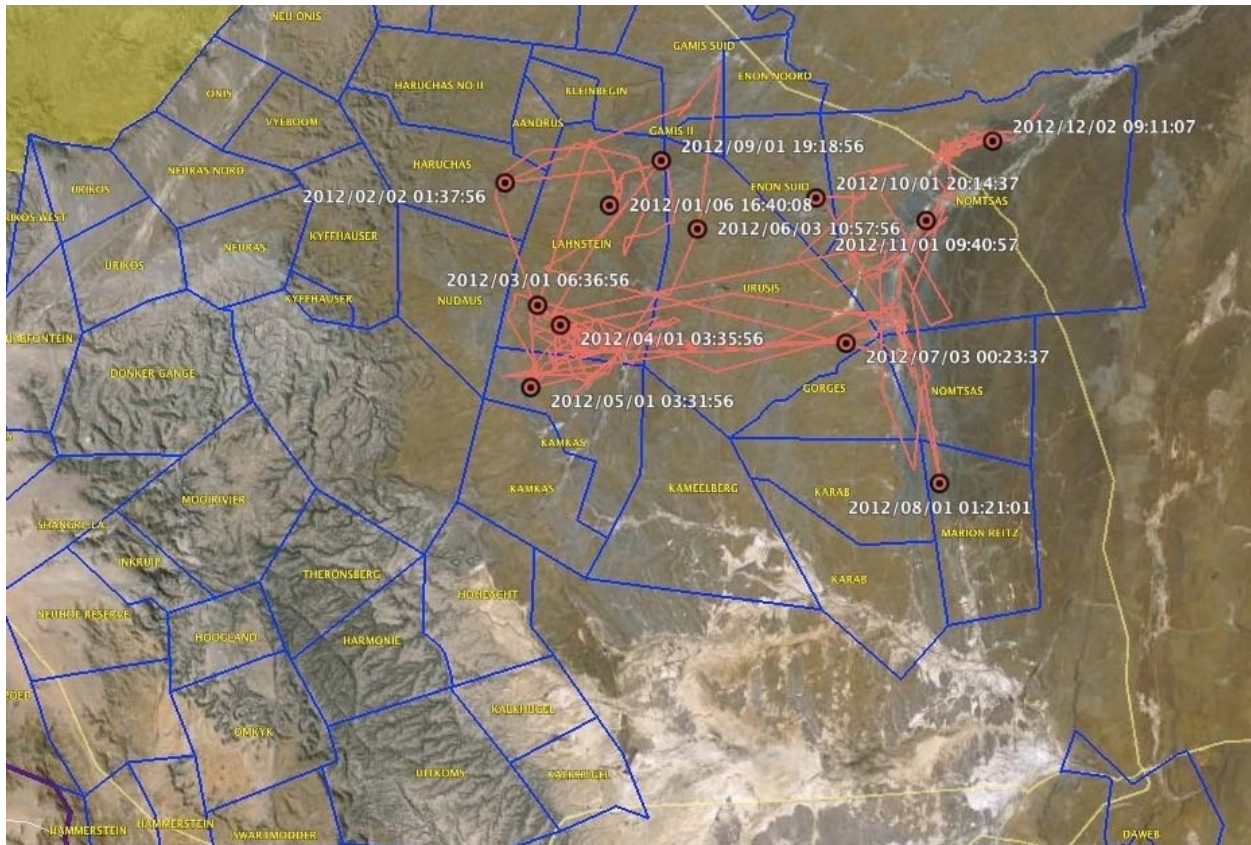 NEU ONIS
GAMIS SUID
ENON NOORD
HARUCHAS NO II
KLEINBEGIN
ONIS
VYEBOOM
AANDRUS
GAMIS II
2012/12/02 09:11:07
2012/09/01 19:18:56
HARUCHAS
NEURAS NORD
2012/02/02 01:37:56
2012/10/01 20:14:37
ENON SUID
URIKOS
NOMTSAS
2012/01/06 16:40:08
2012/06/03 10:57:56
2012/11/01 09:40:57
KYFFHAUSER
LAHNSTEIN
NEURAS
URIKOS
2012/03/01 06:36:56
URUSIS
KYFFHAUSER
NUDAUS
2012/04/01 03:35:56
2012/07/03 00:23:37
DONKER GANGE
GORGES
NOMTSAS
2012/05/01 03:31:56
KAMKAS
KAMKAS
KAMEELBERG
KARAB
MOOIRIVIER
2012/08/01 01:21:01
SHANGRI-LA
MARION REITZ
INKRUIP
THERONSBERG
KARAB
HOHESCHT
NEUHOF RESERVE
HOOGLAND
HARMONIE
KALKHUGEL
OMKYK
UITKOMS
KALKHUGEL
HAMMERSTEIN
HAMMERSTEIN
SWARTMODDER
DAWEB